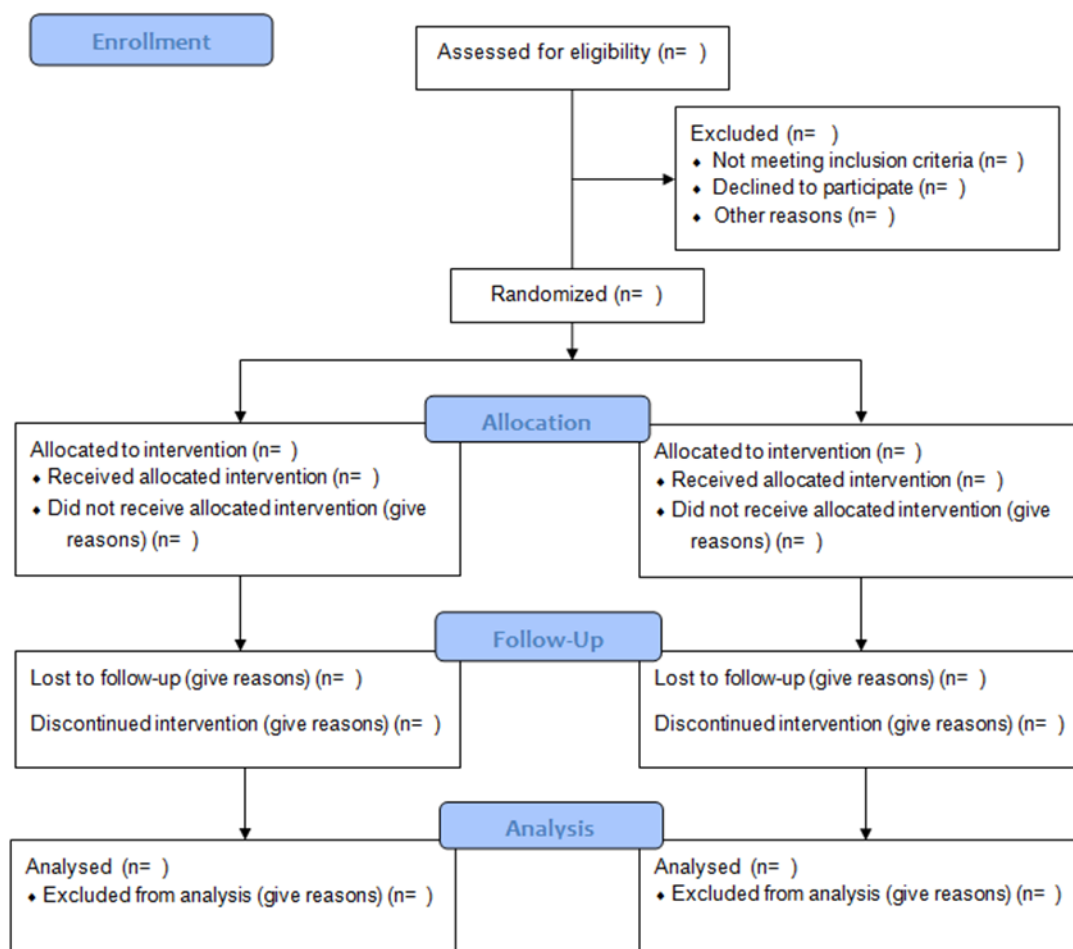 Enrollment
Assessed for eligibility (n= )
Excluded (n= )
♦ Not meeting inclusion criteria (n= )
♦ Declined to participate (n= )
♦ Other reasons (n= )
Randomized (n= )
Allocation
Allocated to intervention (n= )
♦ Received allocated intervention (n= )
♦ Did not receive allocated intervention (give
reasons) (n= )
Allocated to intervention (n= )
♦ Received allocated intervention (n= )
♦ Did not receive allocated intervention (give
reasons) (n= )
Follow-Up
Lost to follow-up (give reasons) (n= )
Discontinued intervention (give reasons) (n= )
Lost to follow-up (give reasons) (n= )
Discontinued intervention (give reasons) (n= )
Analysis
Analysed (n= )
♦ Excluded from analysis (give reasons) (n= )
Analysed (n= )
♦ Excluded from analysis (give reasons) (n= )